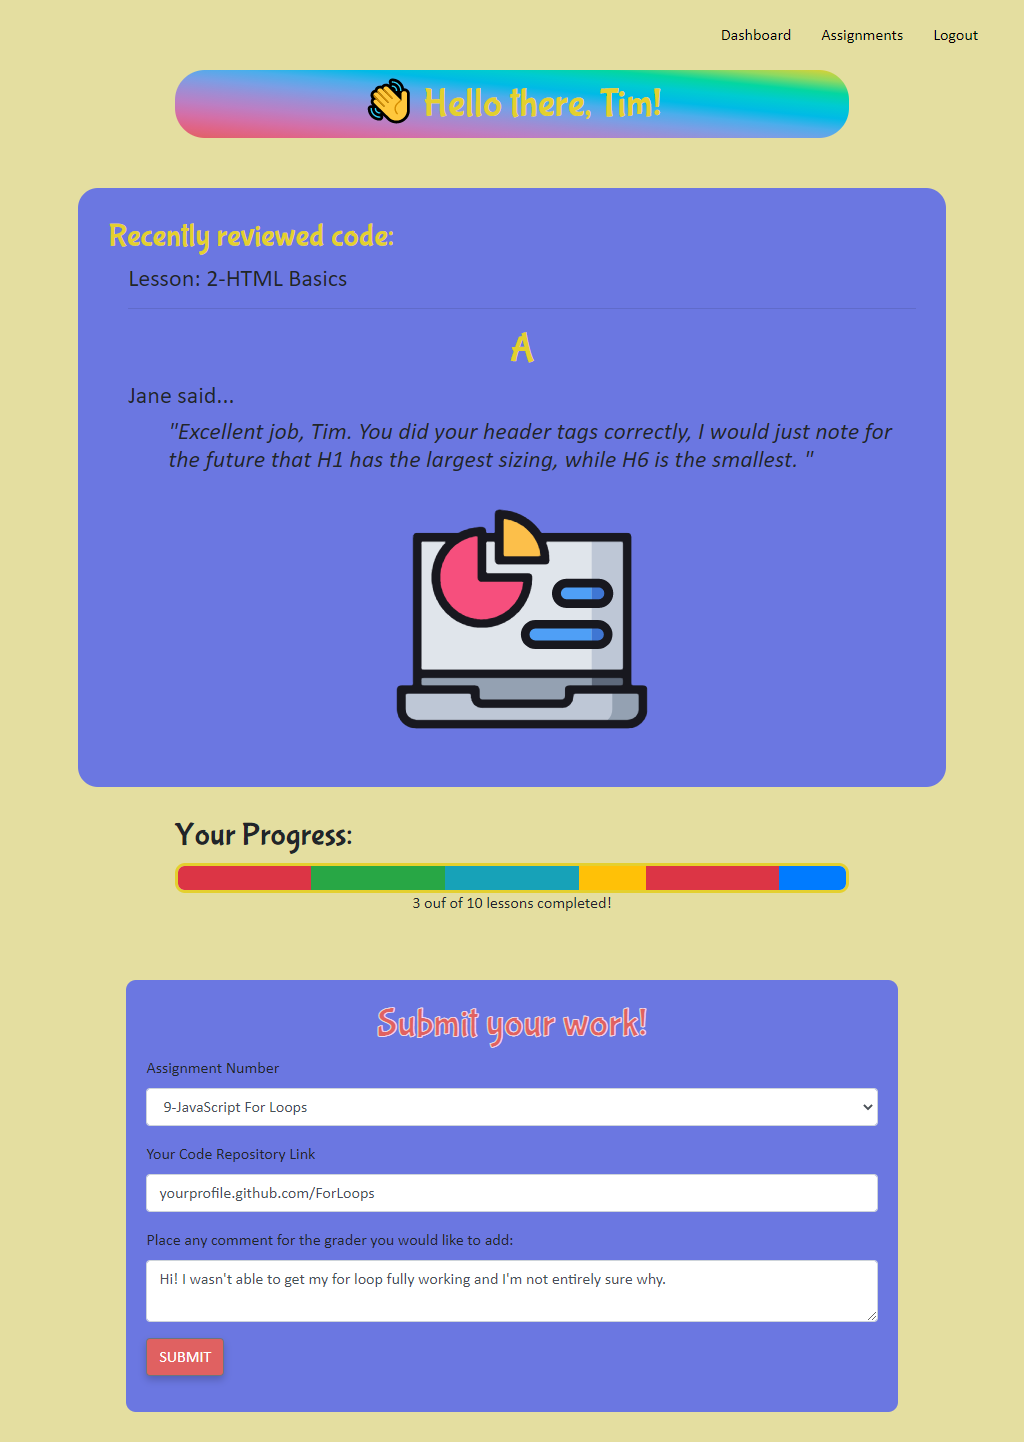 Dashboard Assignments Logout
Hello there, Tim!
Recently reviewed code:
Lesson: 2-HTML Basics
A
Jane said...
"Excellent job, Tim. You did your header tags correctly, I would just note for
the future that H1 has the largest sizing, while H6 is the smallest. "
Your Progress:
3 ouf of 10 lessons completed!
Submit your work!
Assignment Number
9-JavaScript For Loops
Your Code Repository Link
yourprofile.github.com/ForLoops
Place any comment for the grader you would like to add:
Hi! I wasn't able to get my for loop fully working and I'm not entirely sure why.
SUBMIT